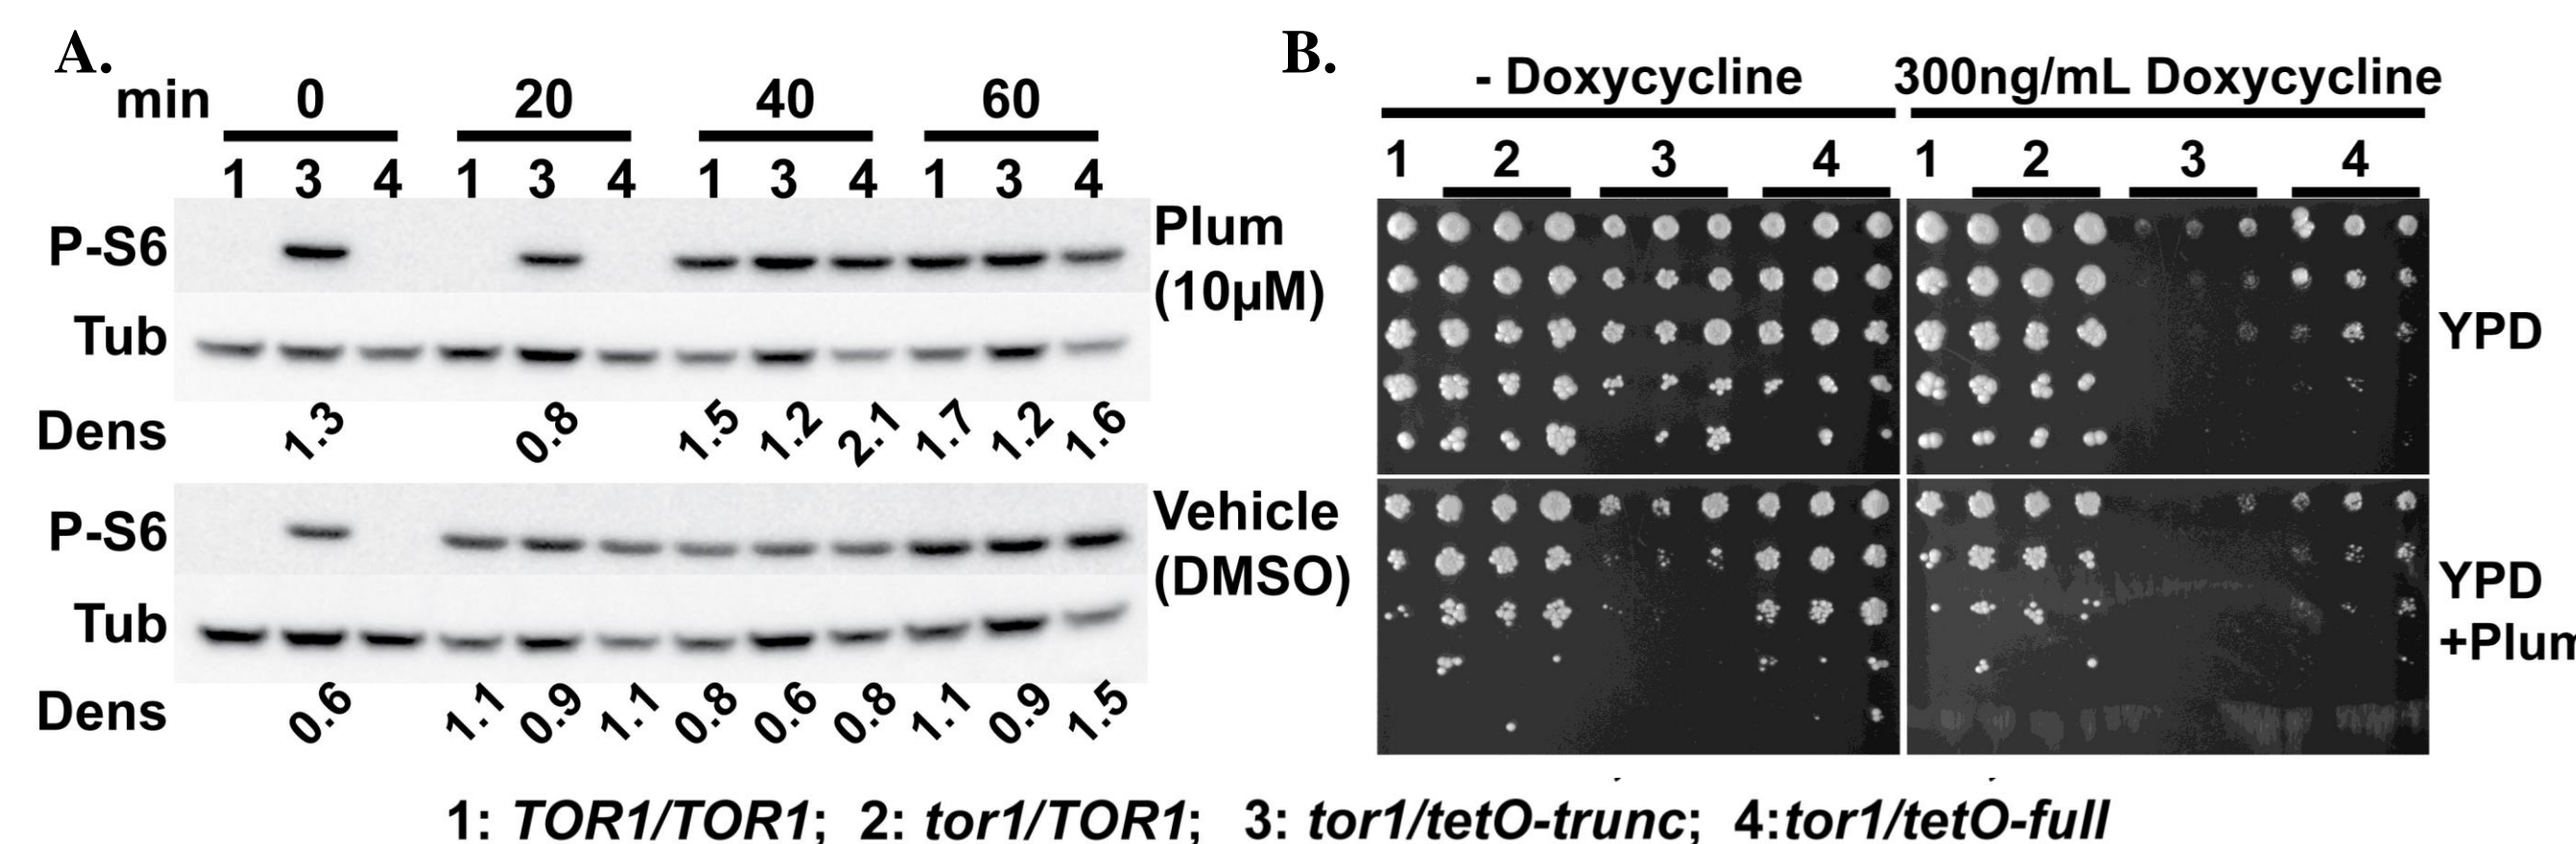 A.
min 0 20 40 60
1 3 4 1 3 4 1 3 4 1 3 4
P-S6
Tub
Plum
(10µM)
Dens 1.3 0.8 1.5 1.2 2.1 1.7 1.2 1.6
P-S6
Tub
Vehicle
(DMSO)
Dens 0.6 1.1 0.9 1.1 0.8 0.6 0.8 1.1 0.9 1.5
B.
- Doxycycline 300ng/mL Doxycycline
1 2 3 4 1 2 3 4
YPD
YPD
+Plum
1: TOR1/TOR1; 2: tor1/TOR1; 3: tor1/tetO-trunc; 4:tor1/tetO-full